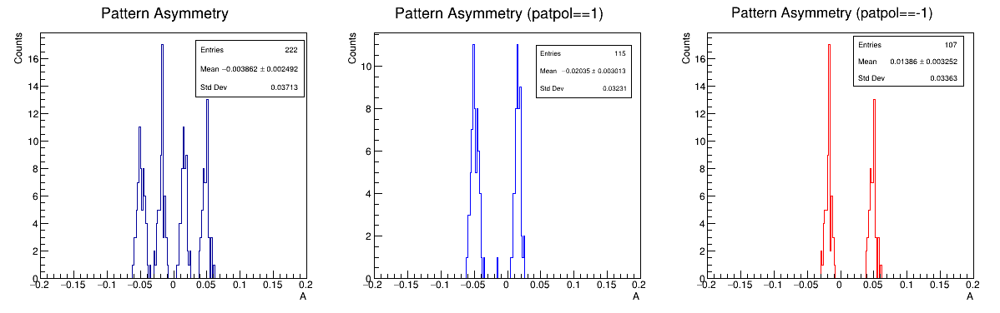 Pattern Asymmetry
Counts
Entries 222
Mean −0.003862 ± 0.002492
Std Dev 0.03713
16
14
12
10
8
6
4
2
0
−0.2 −0.15 −0.1 −0.05 0 0.05 0.1 0.15 0.2
A
Pattern Asymmetry (patpol==1)
Counts
Entries 115
Mean −0.02035 ± 0.003013
Std Dev 0.03231
10
8
6
4
2
0
−0.2 −0.15 −0.1 −0.05 0 0.05 0.1 0.15 0.2
A
Pattern Asymmetry (patpol==-1)
Counts
Entries 107
Mean 0.01386 ± 0.003252
Std Dev 0.03363
16
14
12
10
8
6
4
2
0
−0.2 −0.15 −0.1 −0.05 0 0.05 0.1 0.15 0.2
A